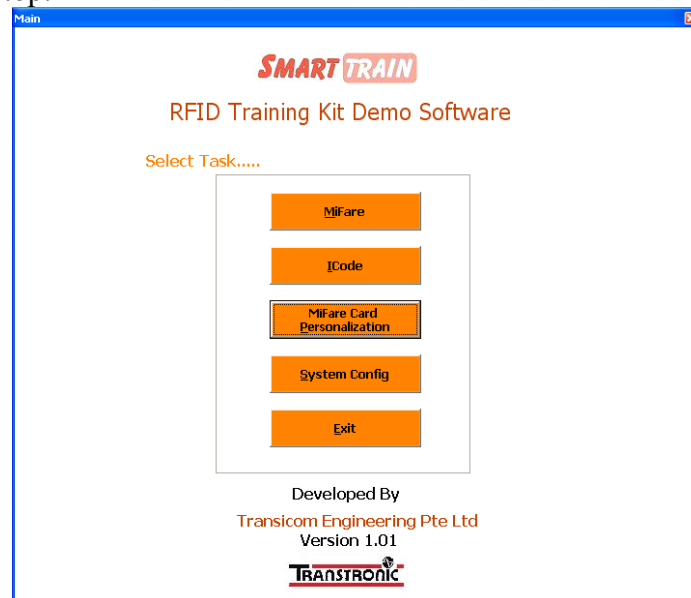 top.
Main
SMART TRAIN
RFID Training Kit Demo Software
Select Task.....
MiFare
ICode
MiFare Card
Personalization
System Config
Exit
Developed By
Transicom Engineering Pte Ltd
Version 1.01
TRANSTRONIC